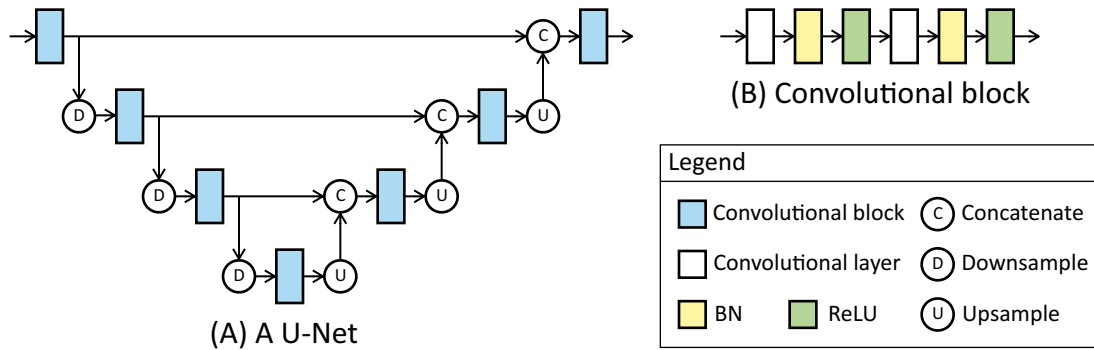 C
D
C
U
D
C
U
D
U
(A) A U-Net
(B) Convolutional block
Legend
Convolutional block
C Concatenate
Convolutional layer
D Downsample
BN
ReLU
U Upsample